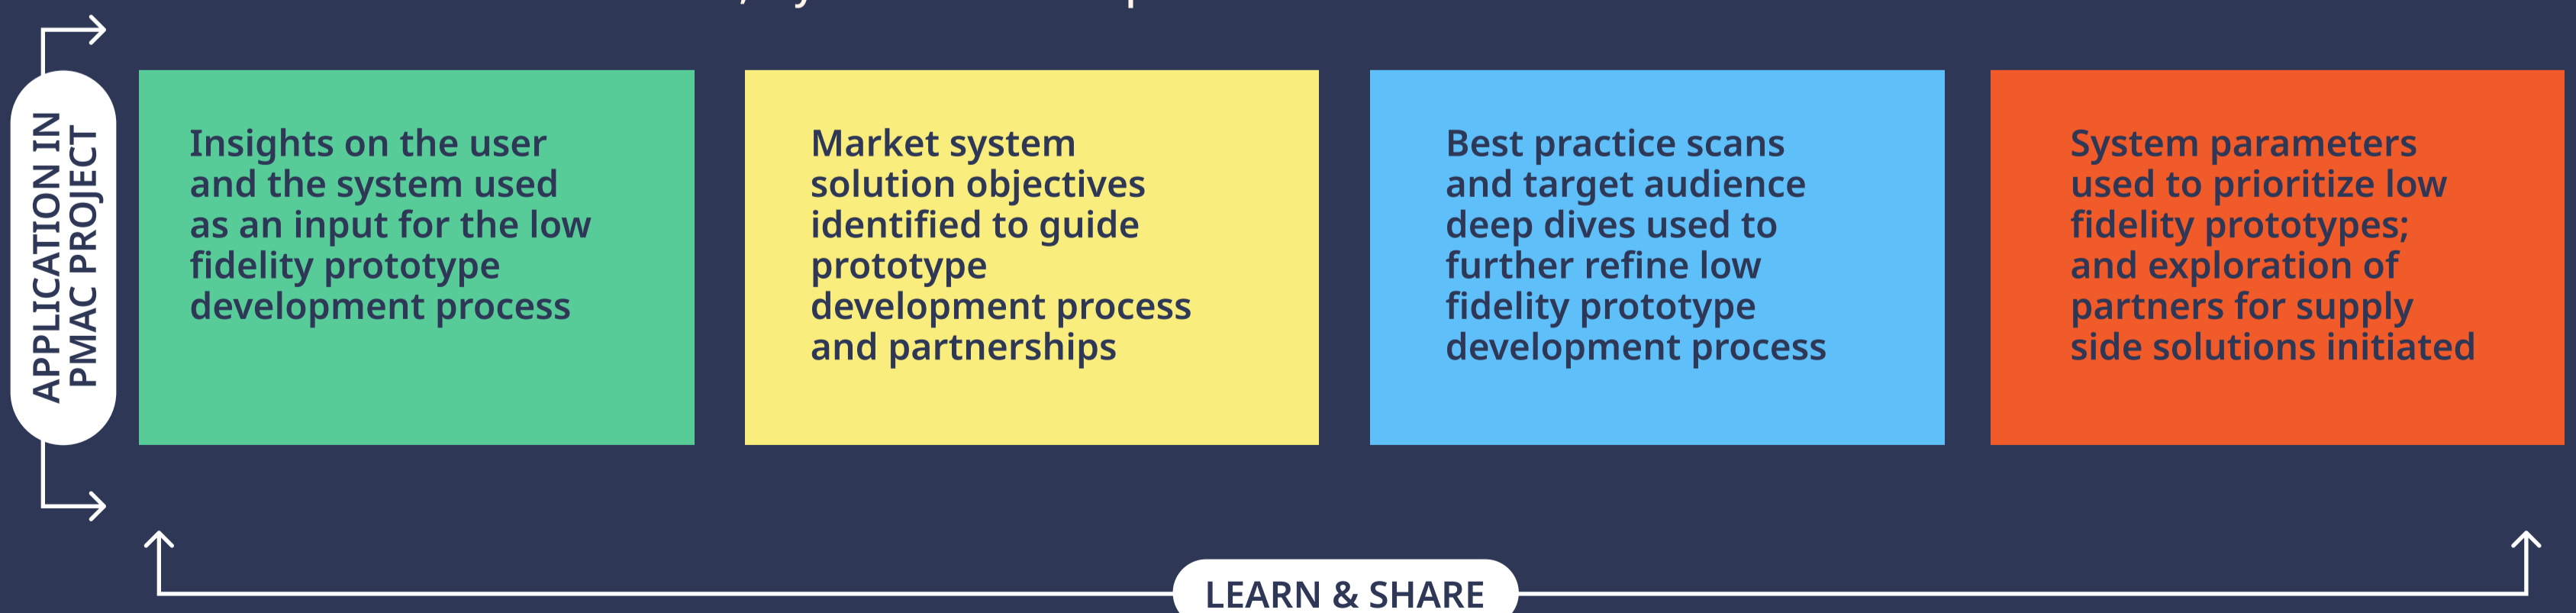 APPLICATION IN
PMAC PROJECT
Insights on the user
and the system used
as an input for the low
fidelity prototype
development process
Market system
solution objectives
identified to guide
prototype
development process
and partnerships
Best practice scans
and target audience
deep dives used to
further refine low
fidelity prototype
development process
System parameters
used to prioritize low
fidelity prototypes;
and exploration of
partners for supply
side solutions initiated
LEARN & SHARE